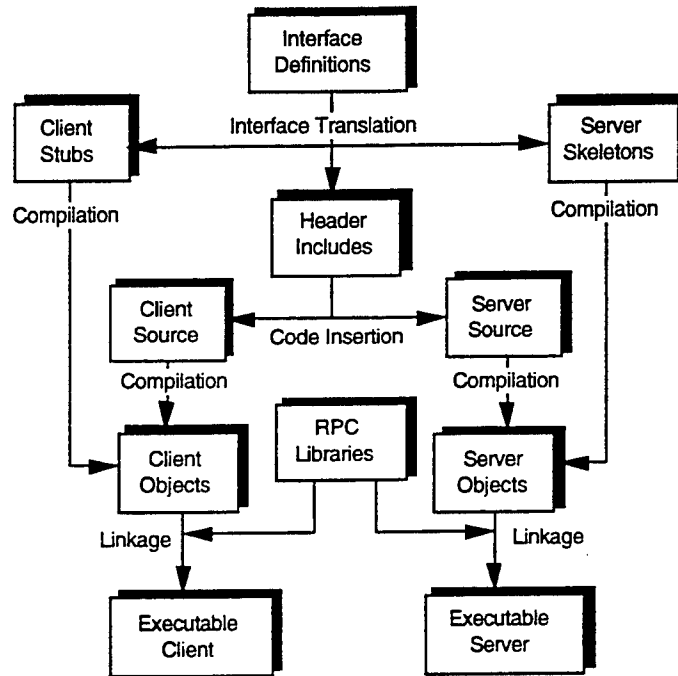 Interface
Definitions
Client
Stubs
Interface Translation
Server
Skeletons
Compilation
Header
Includes
Compilation
Client
Source
Code Insertion
Server
Source
Compilation
Compilation
RPC
Libraries
Client
Objects
Server
Objects
Linkage
Linkage
Executable
Client
Executable
Server